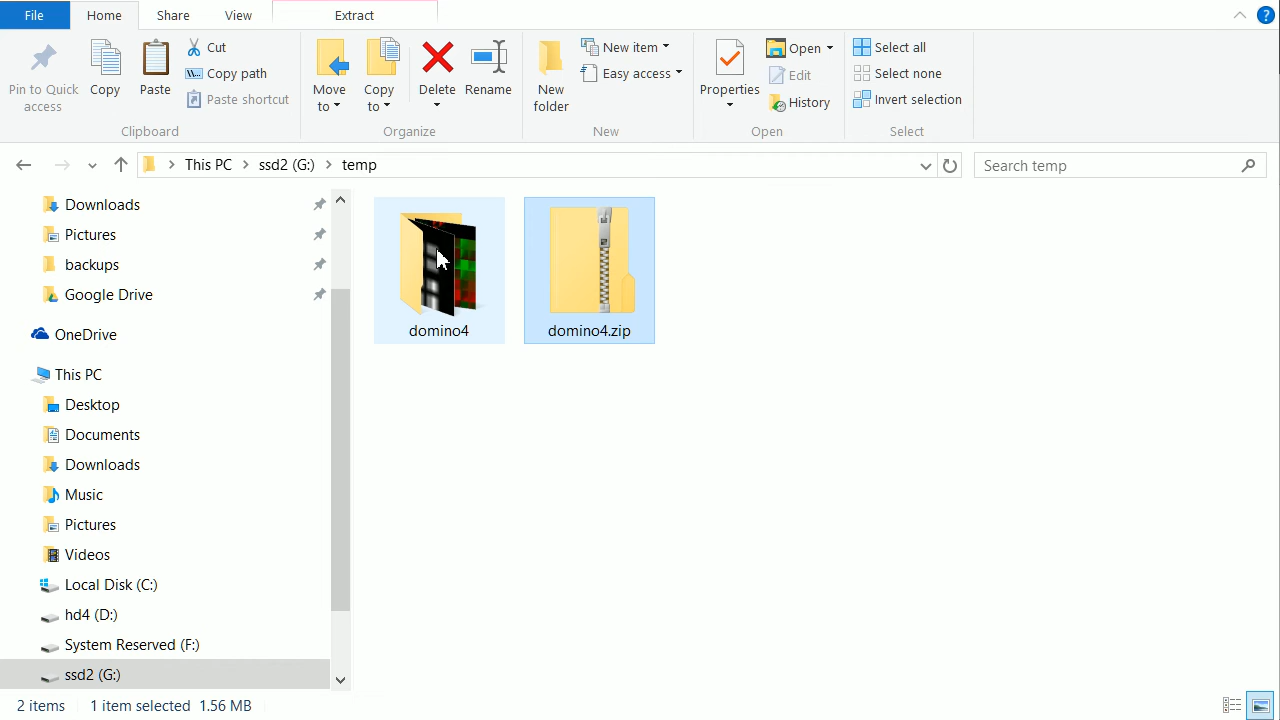 File
Home
Share
View
Extract
?
Pin to Quick
access
Copy
Paste
Cut
Copy path
Paste shortcut
Move
to
Copy
to
Delete
Rename
New
folder
New item
Easy access
Properties
Open
Edit
History
Select all
Select none
Invert selection
Clipboard
Organize
New
Open
Select
This PC
ssd2 (G:)
temp
Search temp
Downloads
Pictures
backups
Google Drive
OneDrive
This PC
Desktop
Documents
Downloads
Music
Pictures
Videos
Local Disk (C:)
hd4 (D:)
System Reserved (F:)
ssd2 (G:)
domino4
domino4.zip
2 items
1 item selected 1.56 MB